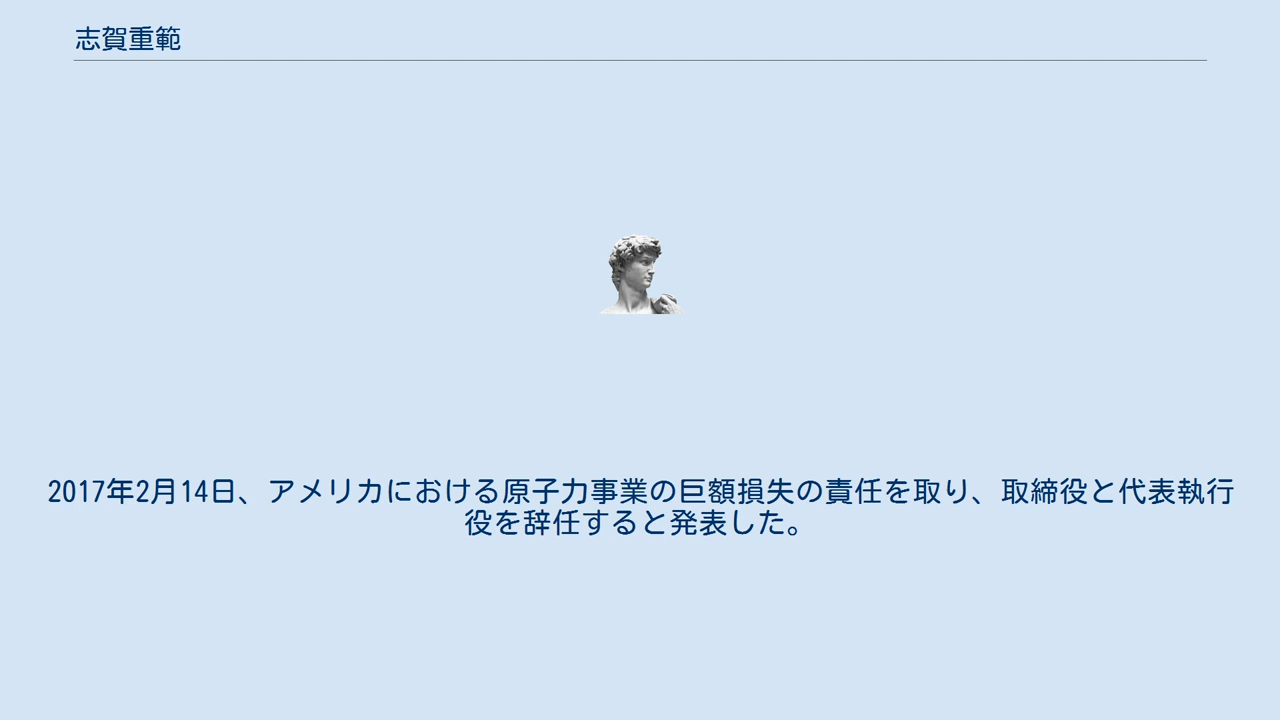 志賀重範
2017年2月14日、アメリカにおける原子力事業の巨額損失の責任を取り、取締役と代表執行
役を辞任すると発表した。